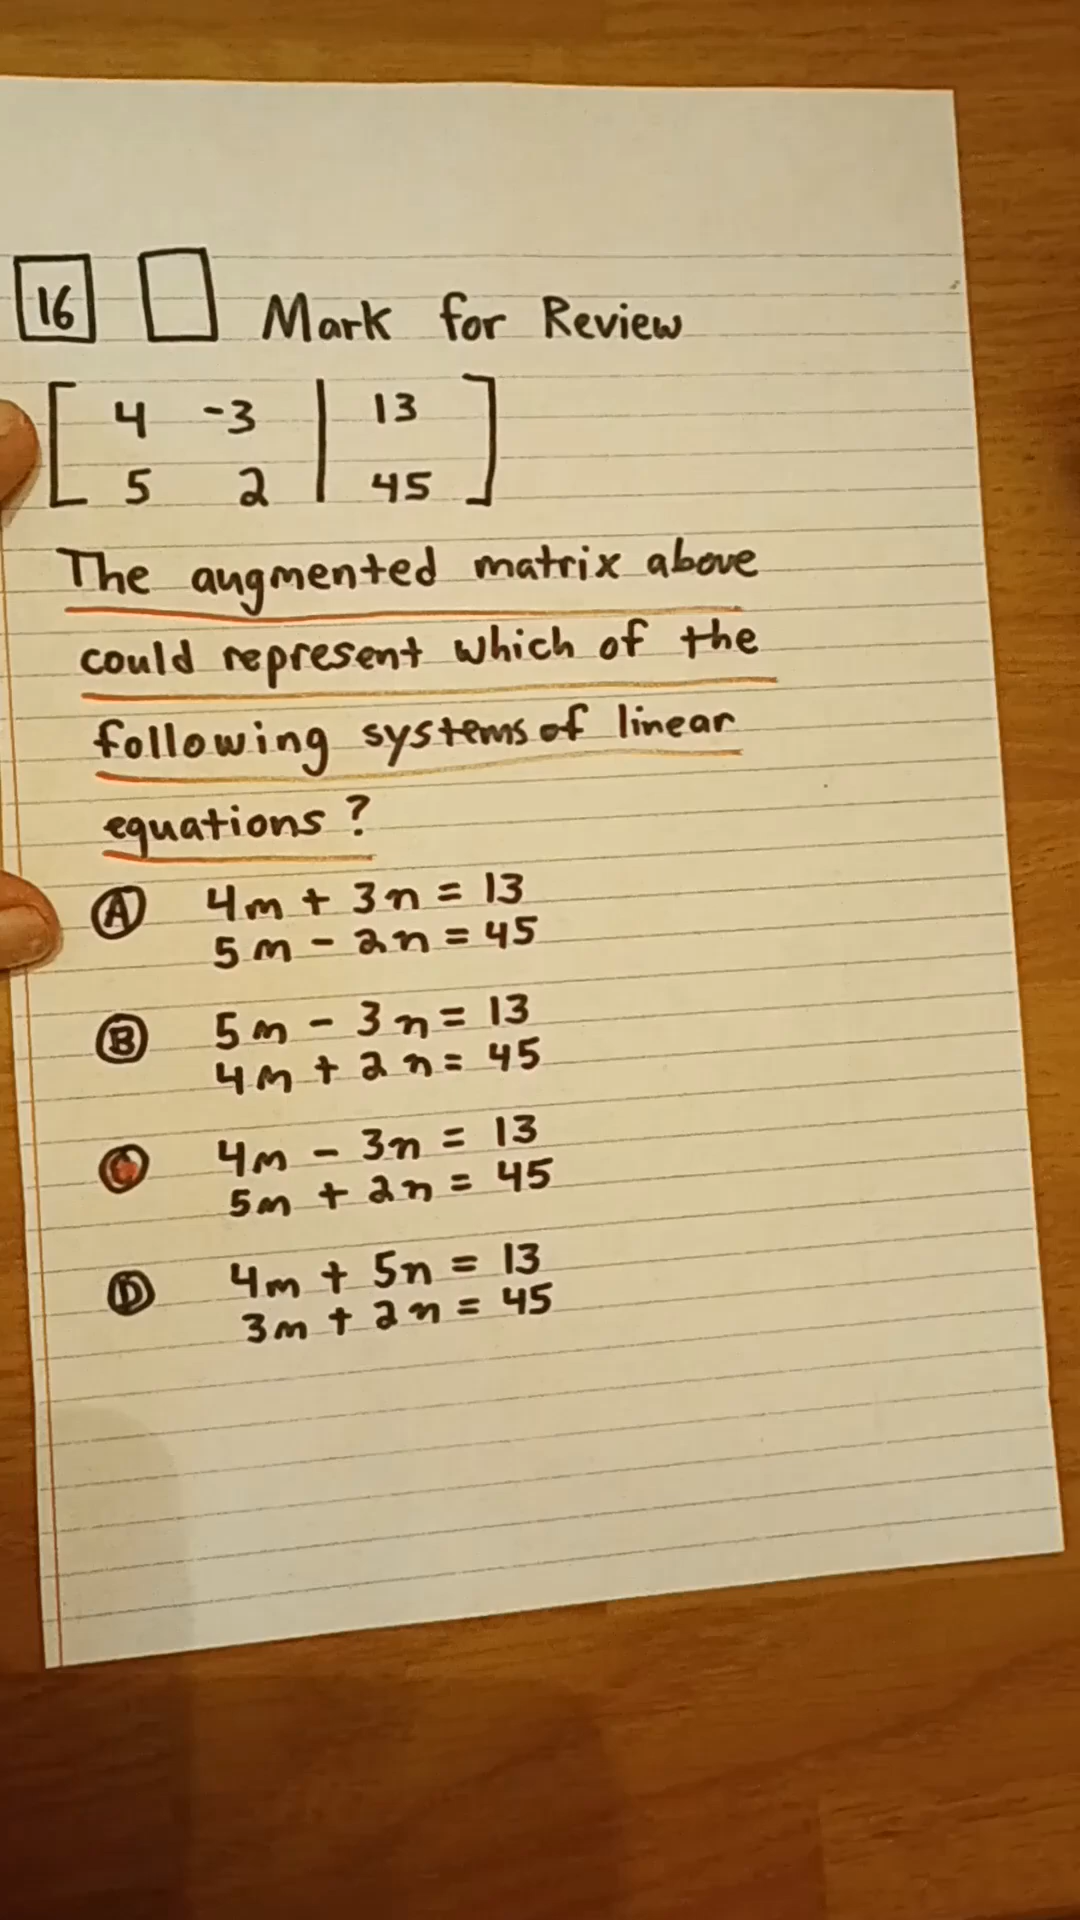 16 Mark for Review
4 -3 | 13
5 2 | 45
The augmented matrix above
could represent which of the
following systems of linear
equations?
A 4m + 3n = 13
5m - 2n = 45
B 5m - 3n = 13
4m + 2n = 45
C 4m - 3n = 13
5m + 2n = 45
D 4m + 5n = 13
3m + 2n = 45